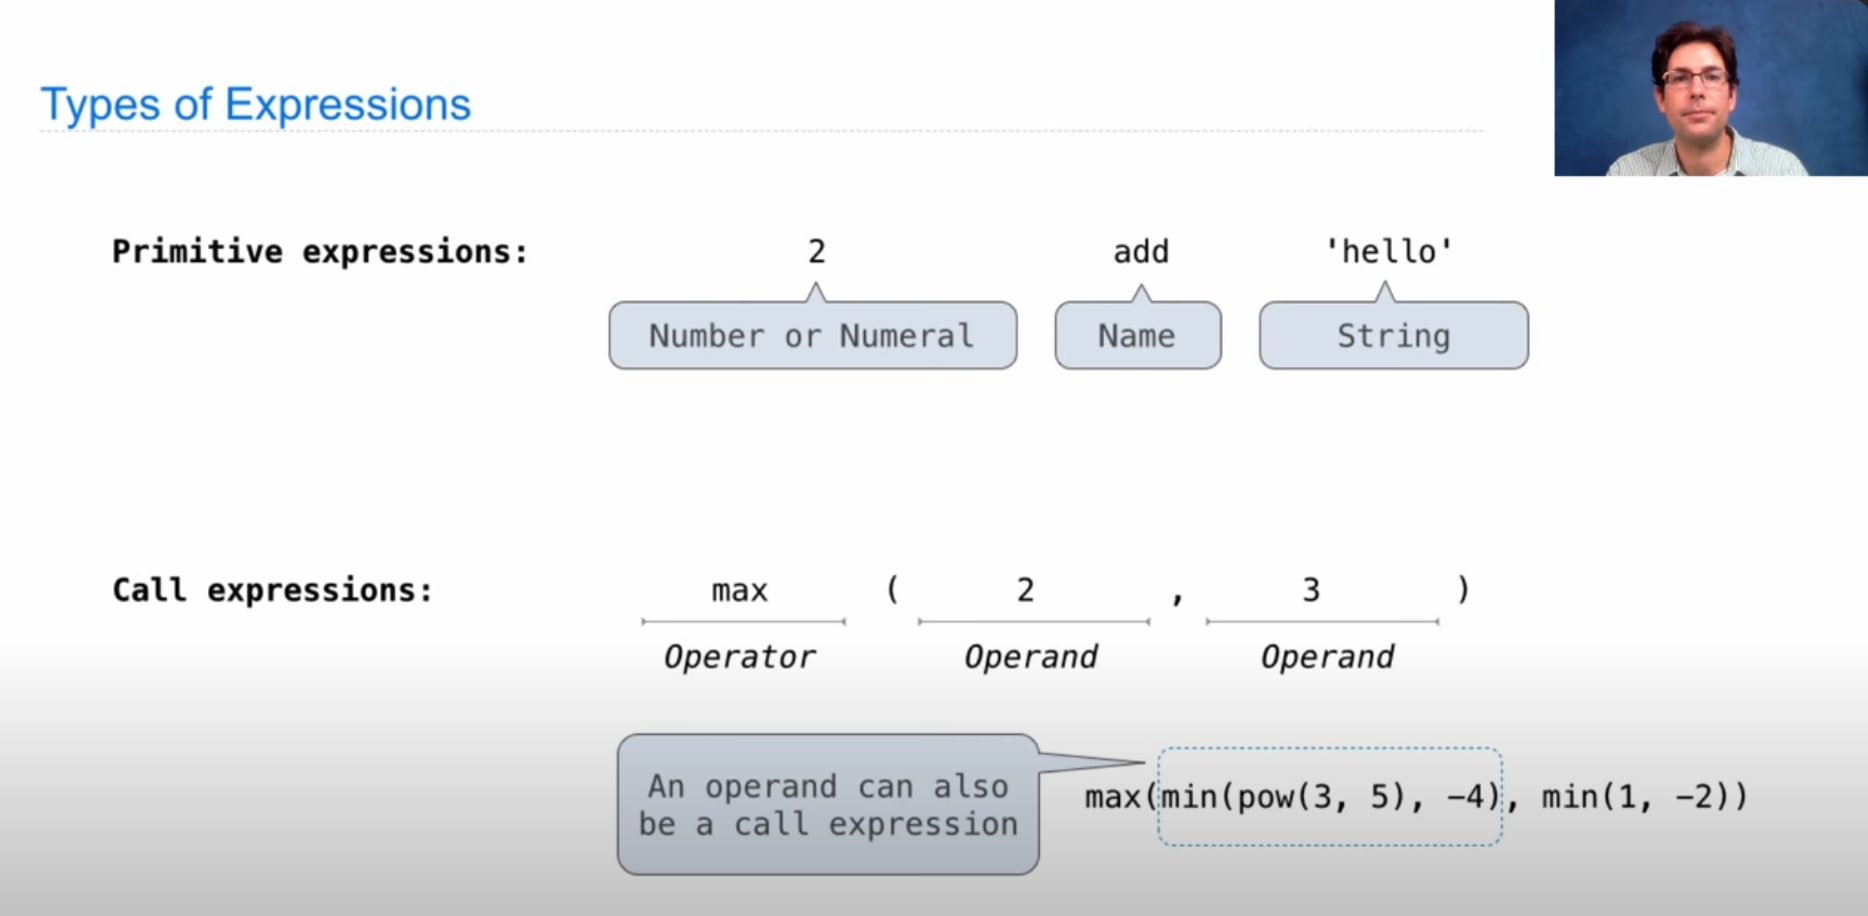 Types of Expressions
Primitive expressions: 2 add 'hello'
Number or Numeral Name String
Call expressions: max ( 2 , 3 )
Operator Operand Operand
An operand can also
be a call expression
max(min(pow(3, 5), −4), min(1, −2))